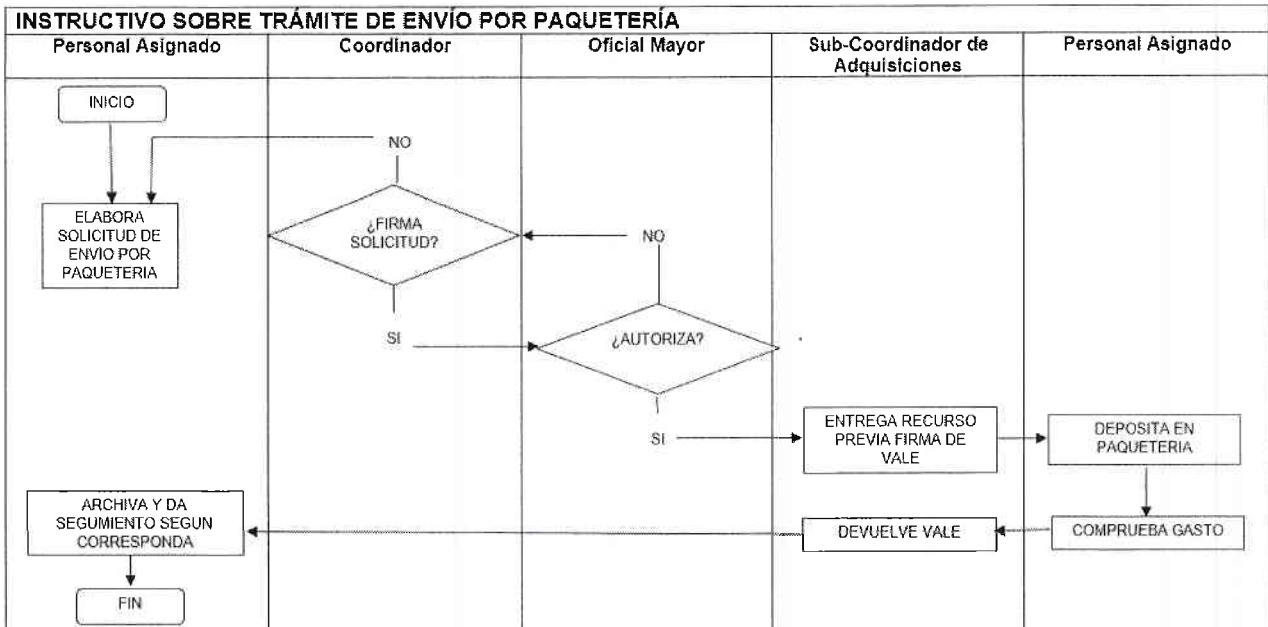 INSTRUCTIVO SOBRE TRÁMITE DE ENVÍO POR PAQUETERÍA
Personal Asignado
Coordinador
Oficial Mayor
Sub-Coordinador de
Adquisiciones
Personal Asignado
INICIO
NO
ELABORA
SOLICITUD DE
ENVIO POR
PAQUETERIA
¿FIRMA
SOLICITUD?
NO
SI
¿AUTORIZA?
SI
ENTREGA RECURSO
PREVIA FIRMA DE
VALE
DEPOSITA EN
PAQUETERIA
ARCHIVA Y DA
SEGUMIENTO SEGUN
CORRESPONDA
DEVUELVE VALE
COMPRUEBA GASTO
FIN